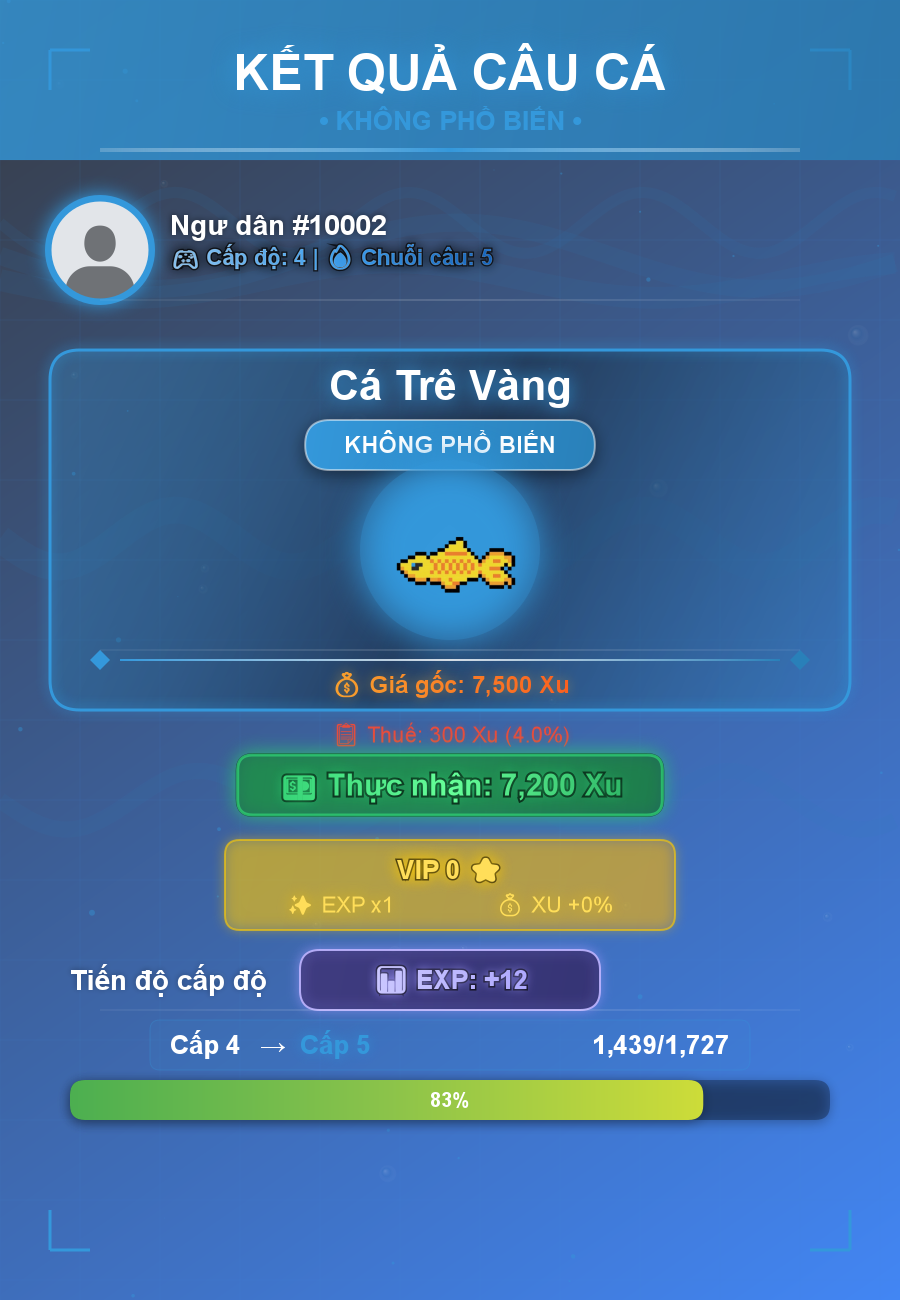 KẾT QUẢ CÂU CÁ
• KHÔNG PHỔ BIẾN •
Ngư dân #10002
Cấp độ: 4 | Chuỗi câu: 5
Cá Trê Vàng
KHÔNG PHỔ BIẾN
Giá gốc: 7,500 Xu
Thuế: 300 Xu (4.0%)
Thực nhận: 7,200 Xu
VIP 0
EXP x1 XU +0%
Tiến độ cấp độ EXP: +12
Cấp 4 → Cấp 5 1,439/1,727
83%